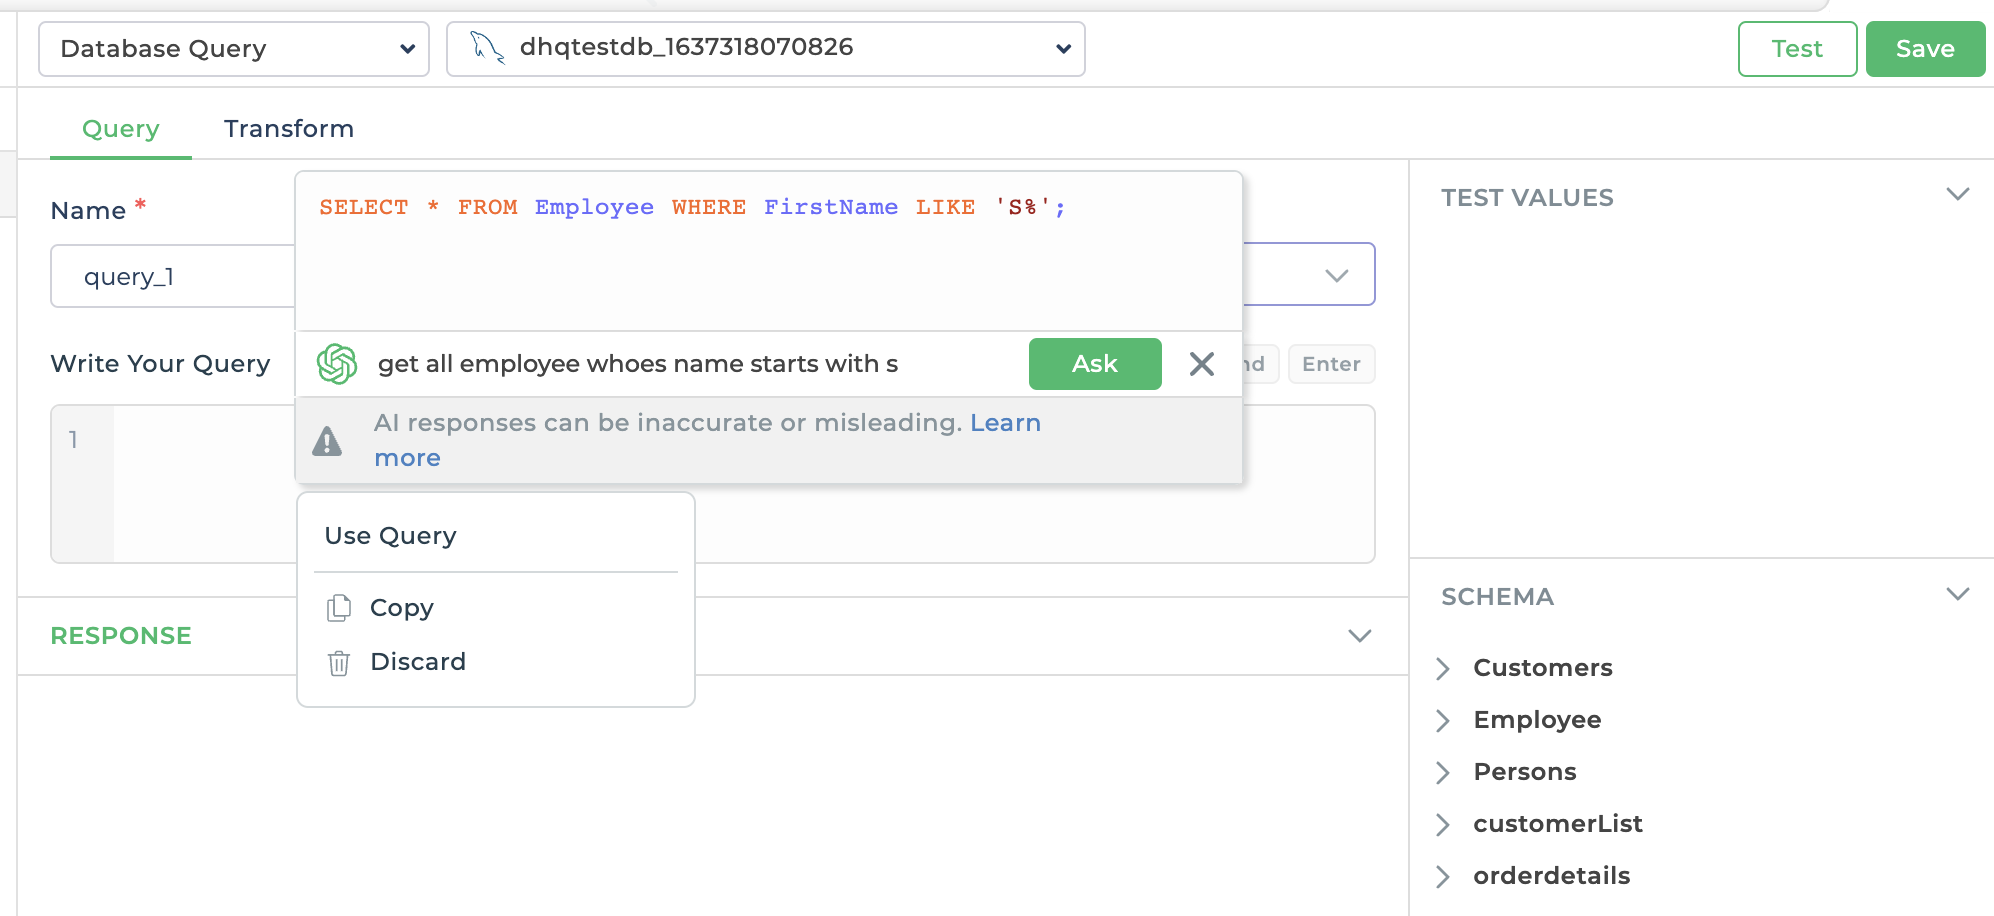 Database Query
dhqtestdb_1637318070826
Test
Save
Query
Transform
Name *
query_1
SELECT * FROM Employee WHERE FirstName LIKE 'S%';
get all employee whoes name starts with s
Ask
Enter
AI responses can be inaccurate or misleading. Learn
more
Write Your Query
1
Use Query
Copy
Discard
RESPONSE
TEST VALUES
SCHEMA
Customers
Employee
Persons
customerList
orderdetails